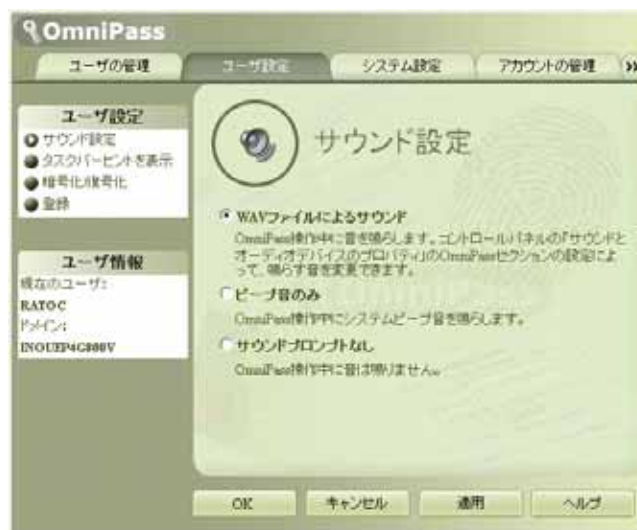 OmniPass
ユーザの管理 ユーザ設定 システム設定 アカウントの管理
ユーザ設定
サウンド設定
タスクバーヒントを表示
暗号化/復号化
登録
ユーザ情報
現在のユーザ:
RATOC
ドメイン:
INOUEP4G800V
サウンド設定
WAVファイルによるサウンド
OmniPass操作中に音を鳴らします。コントロールパネルの「サウンドと
オーディオデバイスのプロパティ」のOmniPassセクションの設定によ
って、鳴らす音を変更できます。
ビープ音のみ
OmniPass操作中にシステムビープ音を鳴らします。
サウンドプロンプトなし
OmniPass操作中に音は鳴りません。
OK キャンセル 適用 ヘルプ